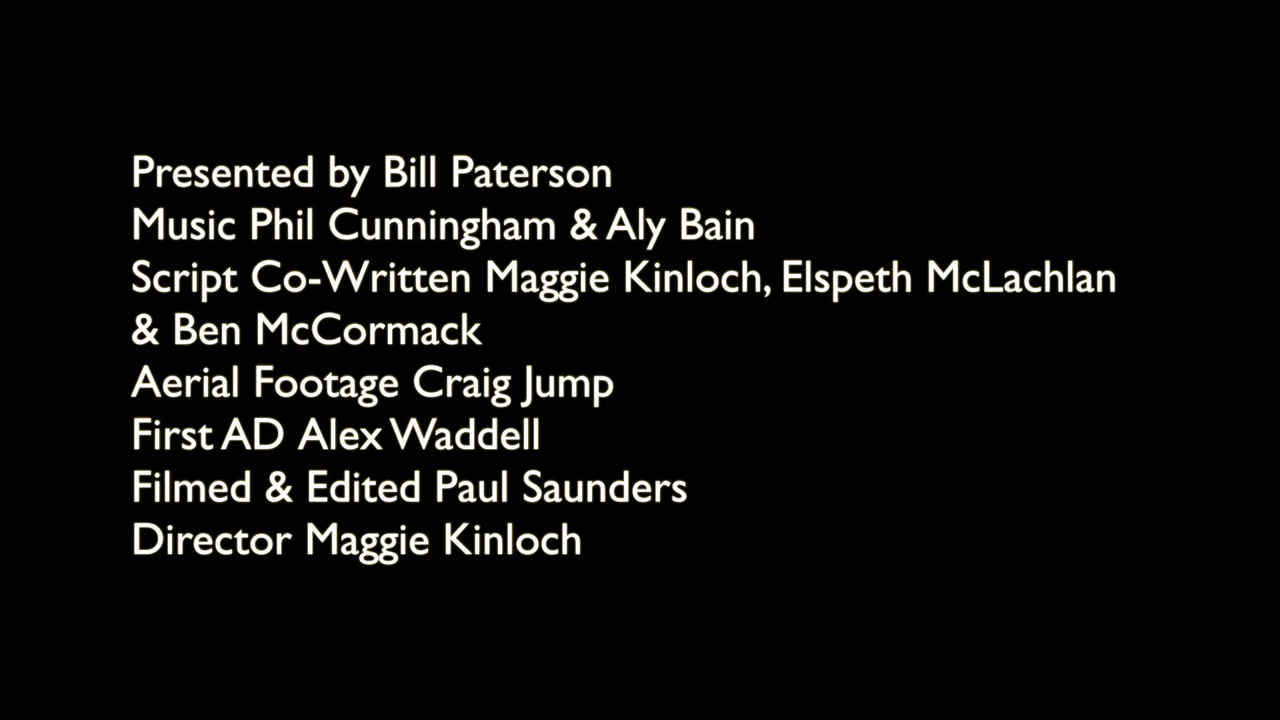 Presented by Bill Paterson
Music Phil Cunningham & Aly Bain
Script Co-Written Maggie Kinloch, Elspeth McLachlan
& Ben McCormack
Aerial Footage Craig Jump
First AD Alex Waddell
Filmed & Edited Paul Saunders
Director Maggie Kinloch